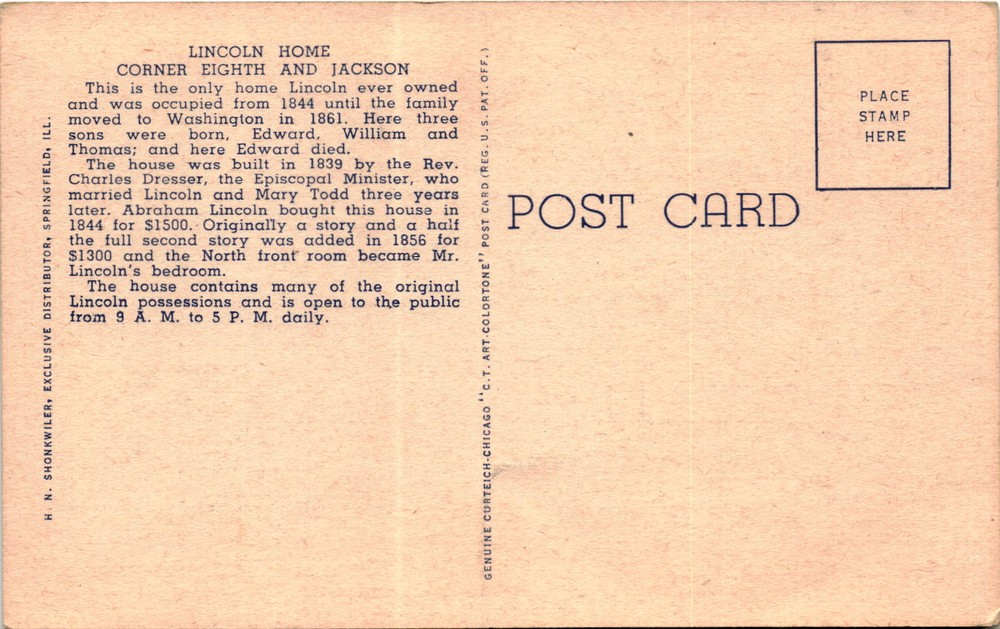 LINCOLN HOME
CORNER EIGHTH AND JACKSON
This is the only home Lincoln ever owned
and was occupied from 1844 until the family
moved to Washington in 1861. Here three
sons were born, Edward, William and
Thomas; and here Edward died.
The house was built in 1839 by the Rev.
Charles Dresser, the Episcopal Minister, who
married Lincoln and Mary Todd three years
later. Abraham Lincoln bought this house in
1844 for $1500. Originally a story and a half
the full second story was added in 1856 for
$1300 and the North front room became Mr.
Lincoln's bedroom.
The house contains many of the original
Lincoln possessions and is open to the public
from 9 A. M. to 5 P. M. daily.
H. N. SHONKWILER, EXCLUSIVE DISTRIBUTOR, SPRINGFIELD, ILL.
GENUINE CURTEICH-CHICAGO "C.T. ART-COLORTONE" POST CARD (REG. U.S. PAT. OFF.)
POST CARD
PLACE
STAMP
HERE